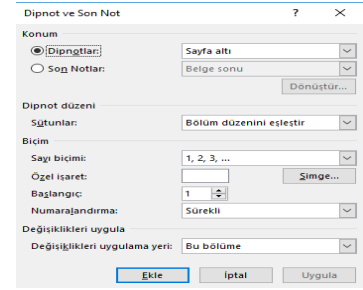 Dipnot ve Son Not ? ×
Konum
Dipnotlar: Sayfa altı
Son Notlar: Belge sonu
Dönüştür...
Dipnot düzeni
Sütunlar: Bölüm düzenini eşleştir
Biçim
Sayı biçimi: 1, 2, 3, ...
Özel işaret: Simge...
Başlangıç: 1
Numaralandırma: Sürekli
Değişiklikleri uygula
Değişiklikleri uygulama yeri: Bu bölüme
Ekle İptal Uygula